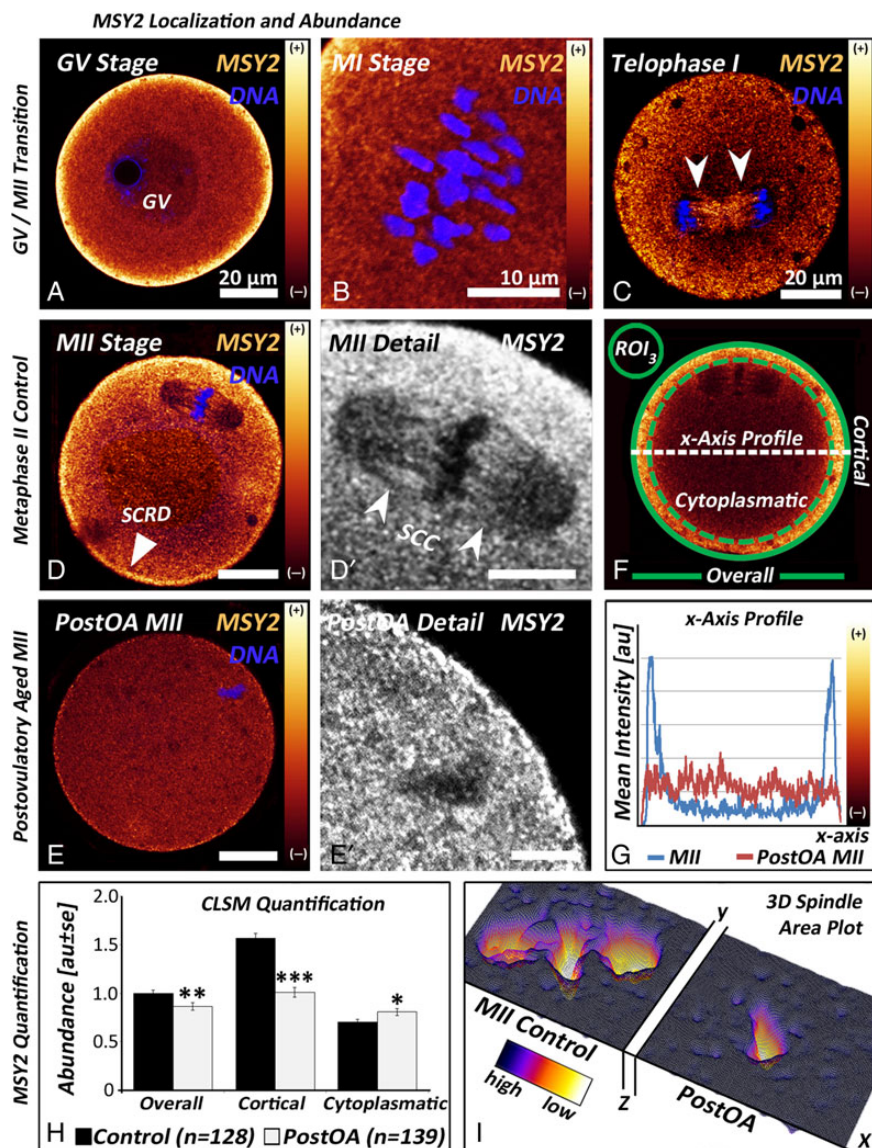 MSY2 Localization and Abundance
GV / MII Transition
GV Stage MSY2
DNA
(+)
GV
20 µm
(−)
A
MI Stage MSY2
DNA
(+)
10 µm
(−)
B
Telophase I MSY2
DNA
(+)
20 µm
(−)
C
Metaphase II Control
MII Stage MSY2
DNA
(+)
SCRD
(−)
D
MII Detail MSY2
SCC
D′
ROI3
x-Axis Profile
Cytoplasmatic
Cortical
Overall
F
Postovulatory Aged MII
PostOA MII MSY2
DNA
(+)
(−)
E
PostOA Detail MSY2
E′
x-Axis Profile
Mean Intensity [au]
(+)
(−)
x-axis
G MII PostOA MII
MSY2 Quantification
CLSM Quantification
Abundance [au±se]
2.0
1.5
1.0
0.5
0
** *** *
Overall Cortical Cytoplasmatic
H Control (n=128) PostOA (n=139)
3D Spindle
Area Plot
y
MII Control
high low
Z
PostOA
X
I